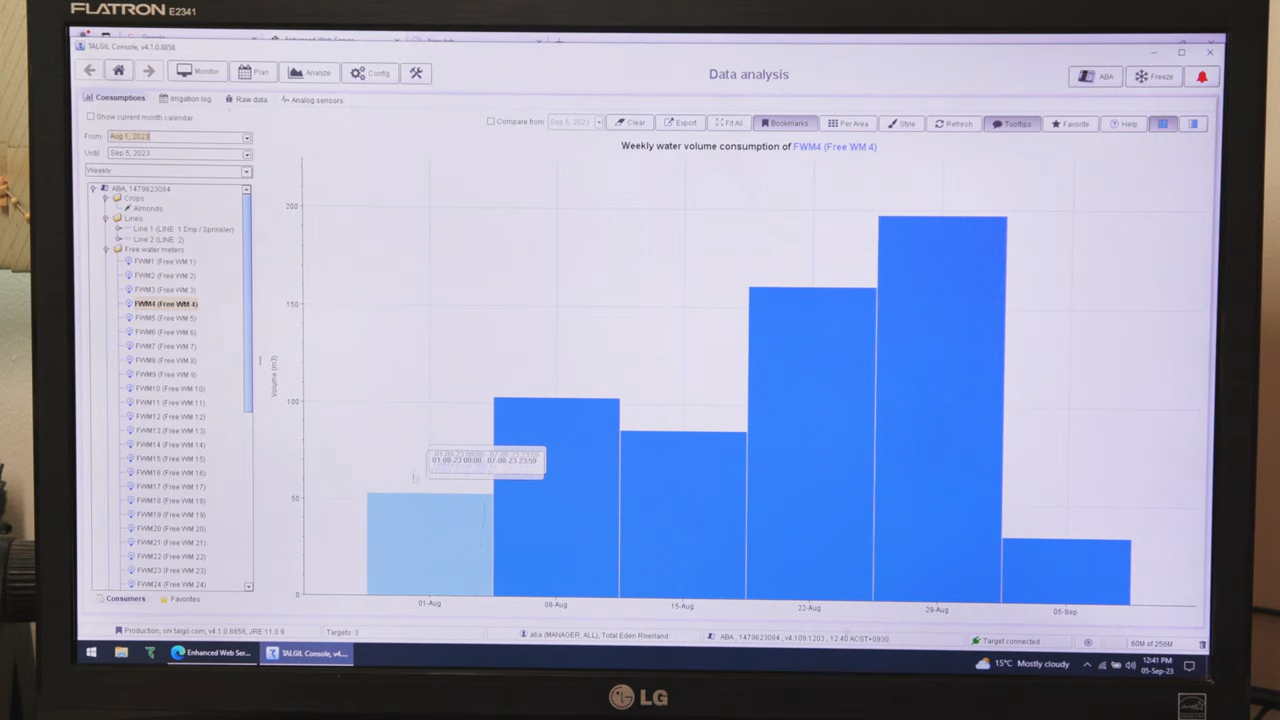 FLATRON E2341
TALGIL Console, v4.1.0.8858
Monitor Plan Analyze Config
Data analysis
ABA Freeze
Consumptions Irrigation log Raw data Analog sensors
Show current month calendar
From Aug 1, 2023
Until Sep 5, 2023
Weekly
Compare from Sep 5, 2023 Clear Export Fit All Bookmarks Per Area Style Refresh Tooltips Favorite Help
Weekly water volume consumption of FWM4 (Free WM 4)
ABA, 1479623084
Crops
Almonds
Lines
Line 1 (LINE 1 Drip / Sprinkler)
Line 2 (LINE 2)
Free water meters
FWM1 (Free WM 1)
FWM2 (Free WM 2)
FWM3 (Free WM 3)
FWM4 (Free WM 4)
FWM5 (Free WM 5)
FWM6 (Free WM 6)
FWM7 (Free WM 7)
FWM8 (Free WM 8)
FWM9 (Free WM 9)
FWM10 (Free WM 10)
FWM11 (Free WM 11)
FWM12 (Free WM 12)
FWM13 (Free WM 13)
FWM14 (Free WM 14)
FWM15 (Free WM 15)
FWM16 (Free WM 16)
FWM17 (Free WM 17)
FWM18 (Free WM 18)
FWM19 (Free WM 19)
FWM20 (Free WM 20)
FWM21 (Free WM 21)
FWM22 (Free WM 22)
FWM23 (Free WM 23)
FWM24 (Free WM 24)
Consumers Favorites
Volume (m3)
200
150
100
50
0
01-08-23 00:00 - 07-08-23 23:59
01-Aug 08-Aug 15-Aug 22-Aug 29-Aug 05-Sep
Production, srv.talgil.com, v4.1.0.8858, JRE 11.0.9 Targets: 3 aba (MANAGER, ALL), Total Eden Riverland ABA, 1479623084, v4.109.1203, 12:40 ACST+0930 Target connected 60M of 256M
Enhanced Web Ser... TALGIL Console, v4.... 15°C Mostly cloudy 12:41 PM
05-Sep-23
LG